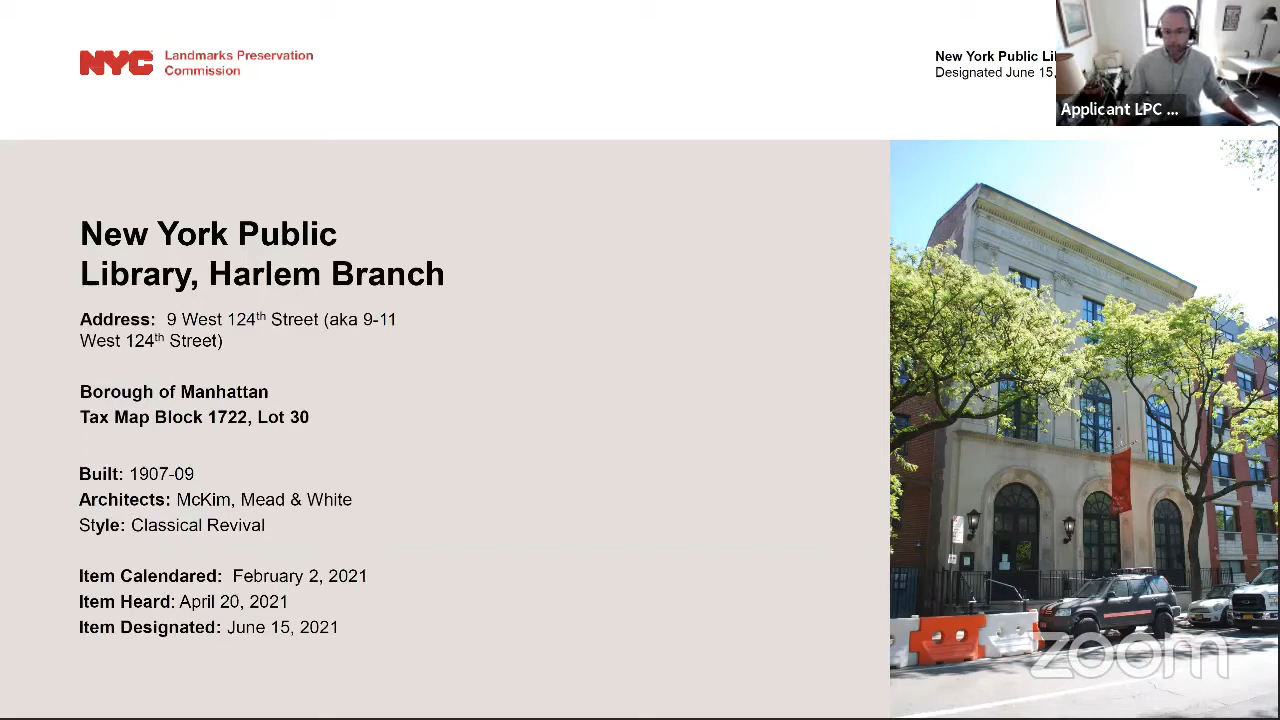 NYC Landmarks Preservation
Commission
New York Public Li
Designated June 15,
Applicant LPC ...
New York Public
Library, Harlem Branch
Address: 9 West 124th Street (aka 9-11
West 124th Street)
Borough of Manhattan
Tax Map Block 1722, Lot 30
Built: 1907-09
Architects: McKim, Mead & White
Style: Classical Revival
Item Calendared: February 2, 2021
Item Heard: April 20, 2021
Item Designated: June 15, 2021
zoom